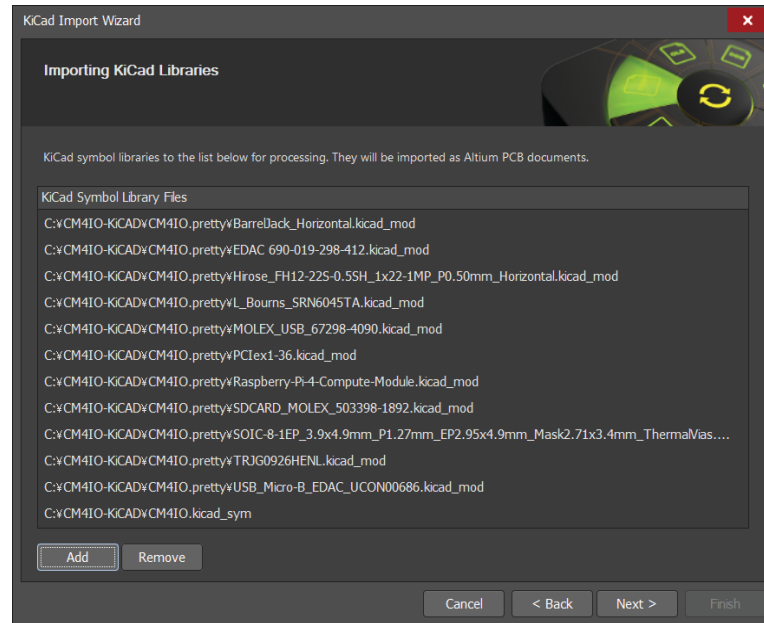 KiCad Import Wizard
Importing KiCad Libraries
KiCad symbol libraries to the list below for processing. They will be imported as Altium PCB documents.
KiCad Symbol Library Files
C:¥CM4IO-KiCAD¥CM4IO.pretty¥BarrelJack_Horizontal.kicad_mod
C:¥CM4IO-KiCAD¥CM4IO.pretty¥EDAC 690-019-298-412.kicad_mod
C:¥CM4IO-KiCAD¥CM4IO.pretty¥Hirose_FH12-22S-0.5SH_1x22-1MP_P0.50mm_Horizontal.kicad_mod
C:¥CM4IO-KiCAD¥CM4IO.pretty¥L_Bourns_SRN6045TA.kicad_mod
C:¥CM4IO-KiCAD¥CM4IO.pretty¥MOLEX_USB_67298-4090.kicad_mod
C:¥CM4IO-KiCAD¥CM4IO.pretty¥PCIex1-36.kicad_mod
C:¥CM4IO-KiCAD¥CM4IO.pretty¥Raspberry-Pi-4-Compute-Module.kicad_mod
C:¥CM4IO-KiCAD¥CM4IO.pretty¥SDCARD_MOLEX_503398-1892.kicad_mod
C:¥CM4IO-KiCAD¥CM4IO.pretty¥SOIC-8-1EP_3.9x4.9mm_P1.27mm_EP2.95x4.9mm_Mask2.71x3.4mm_ThermalVias....
C:¥CM4IO-KiCAD¥CM4IO.pretty¥TRJG0926HENL.kicad_mod
C:¥CM4IO-KiCAD¥CM4IO.pretty¥USB_Micro-B_EDAC_UCON00686.kicad_mod
C:¥CM4IO-KiCAD¥CM4IO.kicad_sym
Add Remove
Cancel < Back Next > Finish